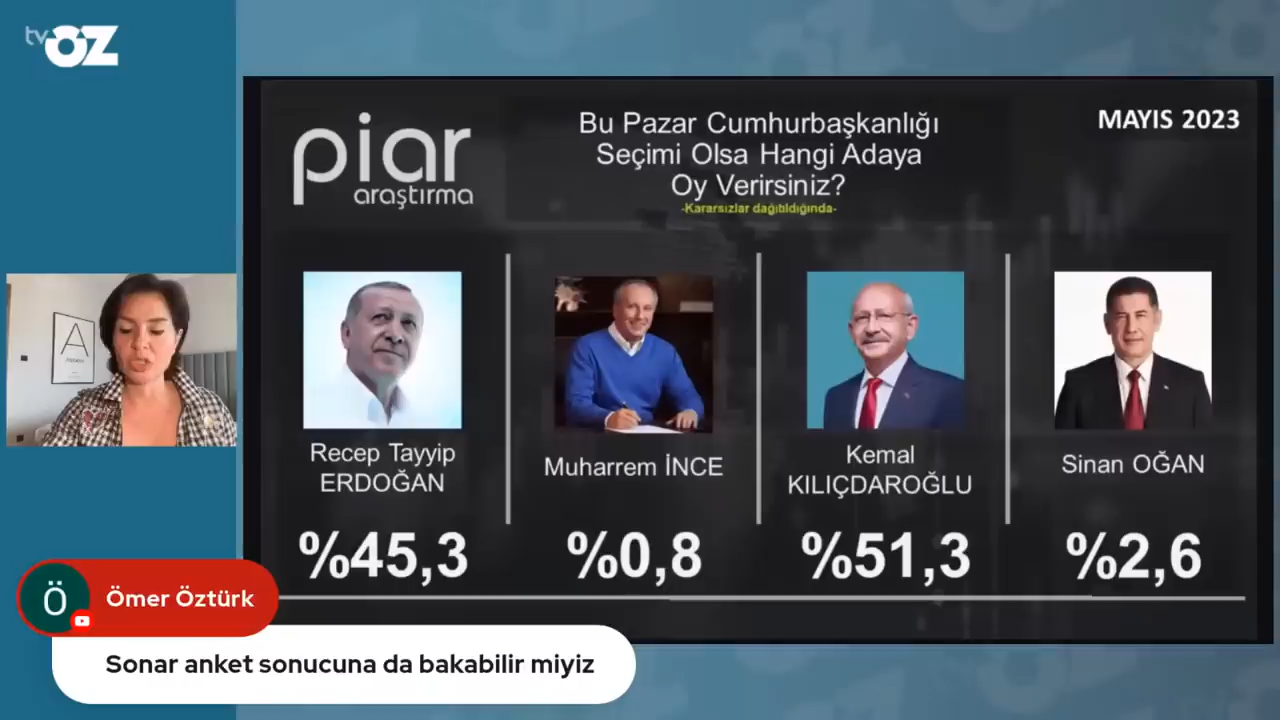 tv ÖZ
piar
araştırma
Bu Pazar Cumhurbaşkanlığı
Seçimi Olsa Hangi Adaya
Oy Verirsiniz?
-Kararsızlar dağıtıldığında-
MAYIS 2023
Recep Tayyip
ERDOĞAN
%45,3
Muharrem İNCE
%0,8
Kemal
KILIÇDAROĞLU
%51,3
Sinan OĞAN
%2,6
A
Ö
Ömer Öztürk
Sonar anket sonucuna da bakabilir miyiz